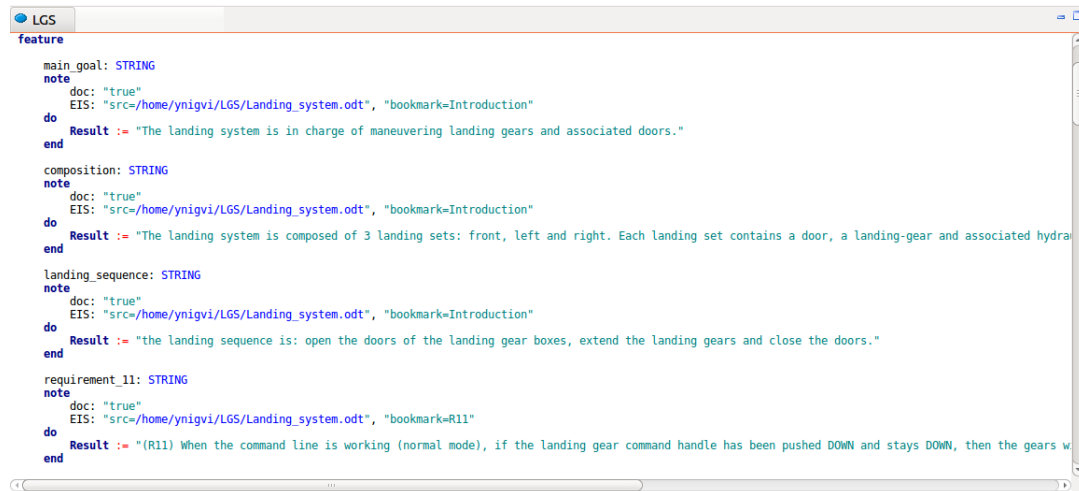 LGS
feature
main_goal: STRING
note
doc: "true"
EIS: "src=/home/ynigvi/LGS/Landing_system.odt", "bookmark=Introduction"
do
Result := "The landing system is in charge of maneuvering landing gears and associated doors."
end
composition: STRING
note
doc: "true"
EIS: "src=/home/ynigvi/LGS/Landing_system.odt", "bookmark=Introduction"
do
Result := "The landing system is composed of 3 landing sets: front, left and right. Each landing set contains a door, a landing-gear and associated
end
landing_sequence: STRING
note
doc: "true"
EIS: "src=/home/ynigvi/LGS/Landing_system.odt", "bookmark=Introduction"
do
Result := "the landing sequence is: open the doors of the landing gear boxes, extend the landing gears and close the doors."
end
requirement_11: STRING
note
doc: "true"
EIS: "src=/home/ynigvi/LGS/Landing_system.odt", "bookmark=R11"
do
Result := "(R11) When the command line is working (normal mode), if the landing gear command handle has been pushed DOWN and stays DOWN, then the gears
end